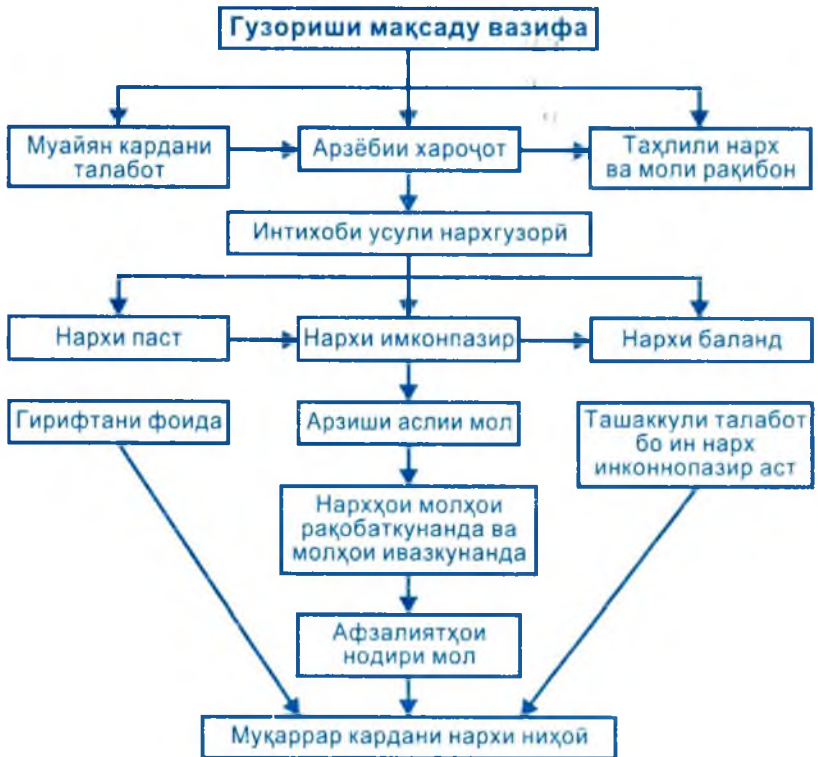 Гузориши мақсаду вазифа
Муайян кардани
талабот
Арзёбии хароҷот
Таҳлили нарх
ва моли рақибон
Интихоби усули нархгузорӣ
Нархи паст
Нархи имконпазир
Нархи баланд
Гирифтани фоида
Арзиши аслии мол
Ташаккули талабот
бо ин нарх
инконнопазир аст
Нархҳои молҳои
рақобаткунанда ва
молҳои ивазкунанда
Афзалиятҳои
нодири мол
Муқаррар кардани нархи ниҳоӣ